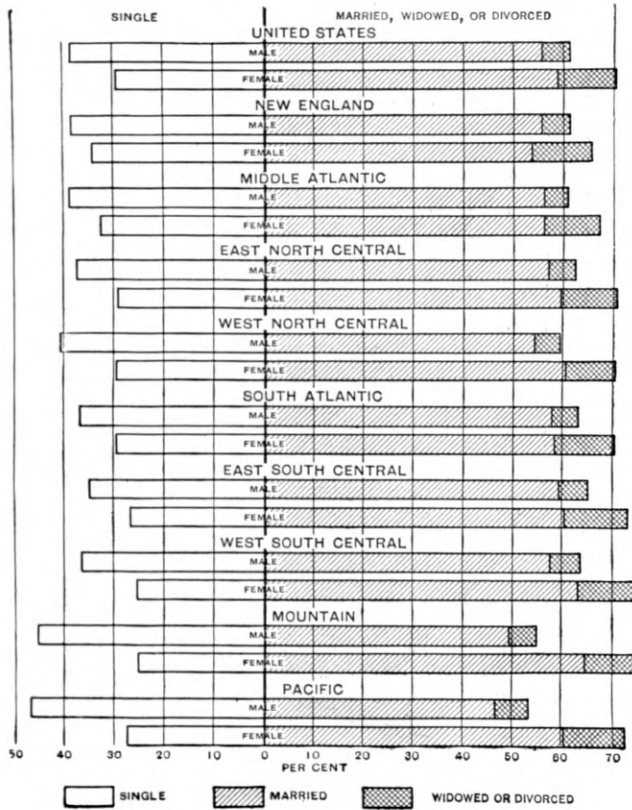 SINGLE MARRIED, WIDOWED, OR DIVORCED
UNITED STATES
MALE
FEMALE
NEW ENGLAND
MALE
FEMALE
MIDDLE ATLANTIC
MALE
FEMALE
EAST NORTH CENTRAL
MALE
FEMALE
WEST NORTH CENTRAL
MALE
FEMALE
SOUTH ATLANTIC
MALE
FEMALE
EAST SOUTH CENTRAL
MALE
FEMALE
WEST SOUTH CENTRAL
MALE
FEMALE
MOUNTAIN
MALE
FEMALE
PACIFIC
MALE
FEMALE
50 40 30 20 10 0 10 20 30 40 50 60 70
PER CENT
SINGLE MARRIED WIDOWED OR DIVORCED